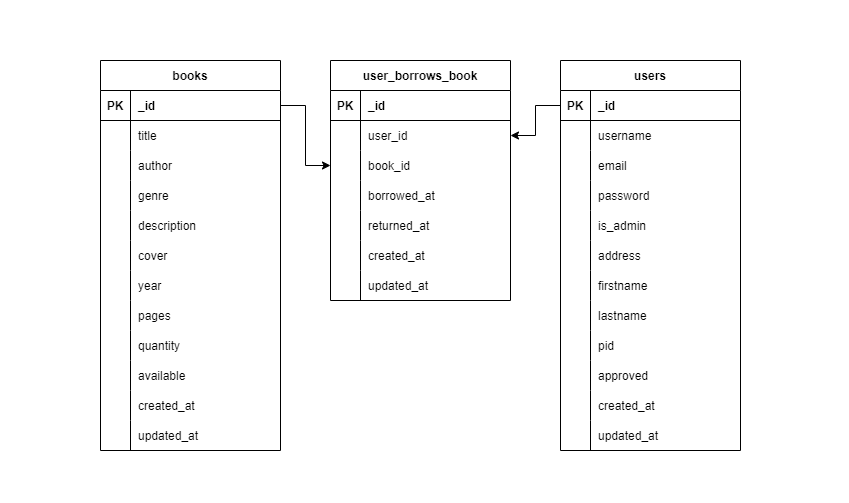 books
PK _id
title
author
genre
description
cover
year
pages
quantity
available
created_at
updated_at
user_borrows_book
PK _id
user_id
book_id
borrowed_at
returned_at
created_at
updated_at
users
PK _id
username
email
password
is_admin
address
firstname
lastname
pid
approved
created_at
updated_at